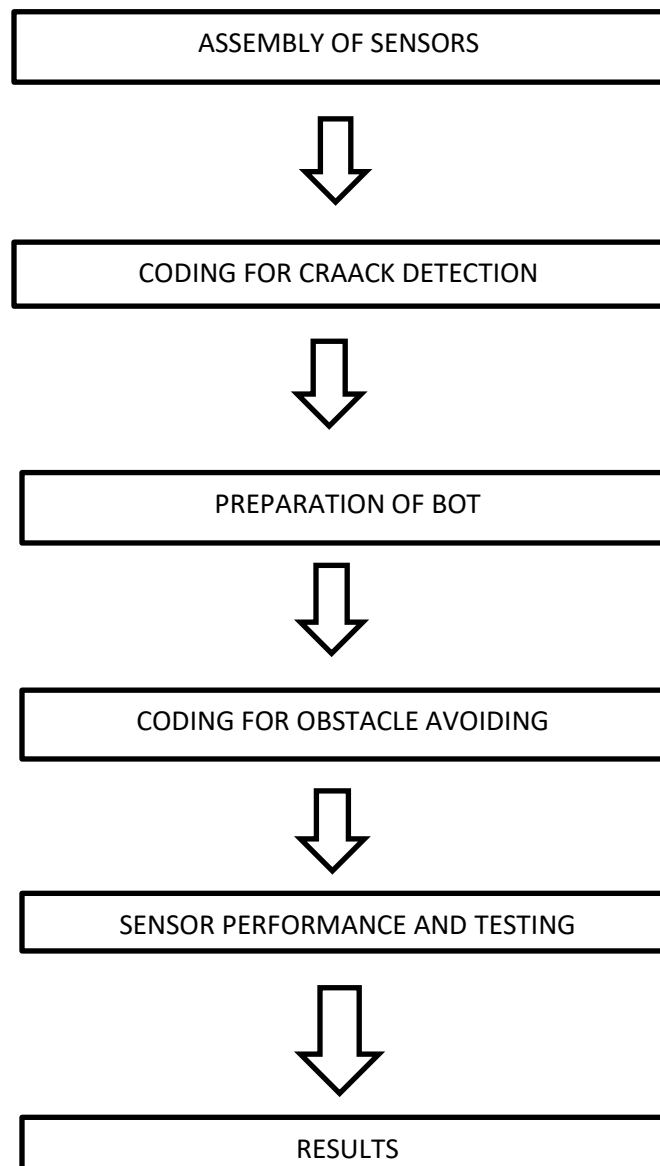 ASSEMBLY OF SENSORS
CODING FOR CRAACK DETECTION
PREPARATION OF BOT
CODING FOR OBSTACLE AVOIDING
SENSOR PERFORMANCE AND TESTING
RESULTS